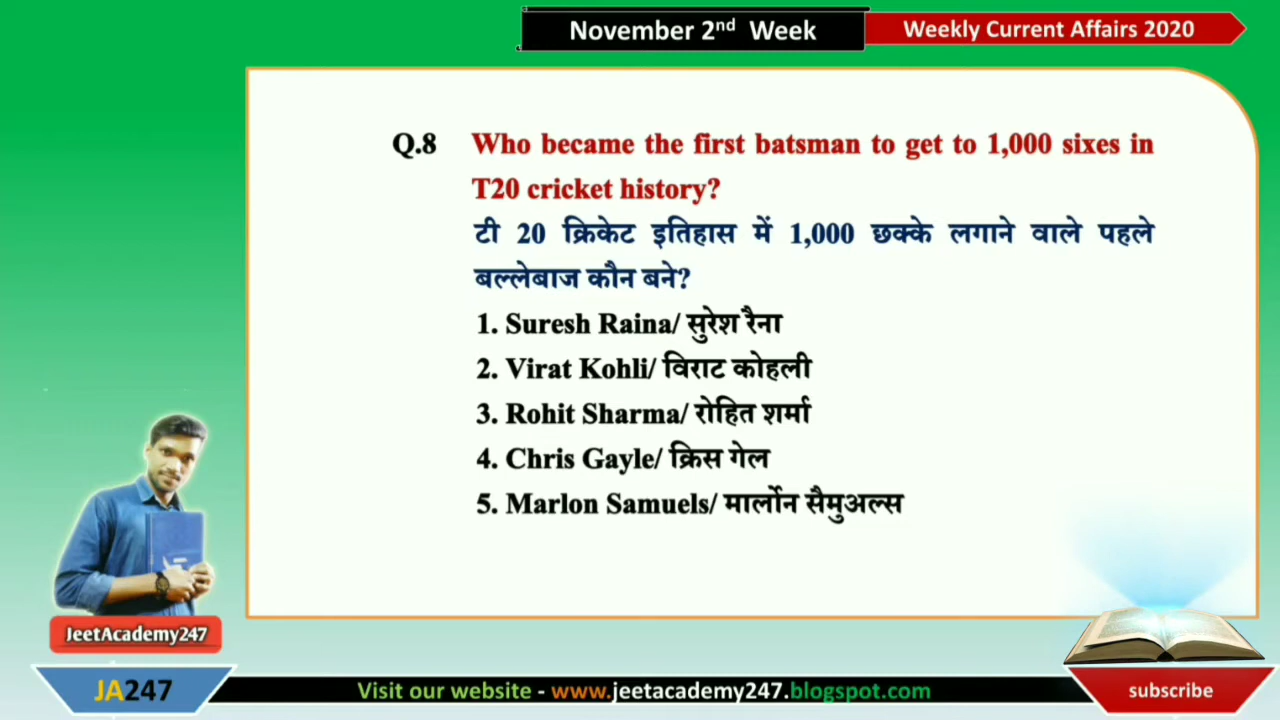 November 2nd Week
Weekly Current Affairs 2020
Q.8 Who became the first batsman to get to 1,000 sixes in
T20 cricket history?
टी 20 क्रिकेट इतिहास में 1,000 छक्के लगाने वाले पहले
बल्लेबाज कौन बने?
1. Suresh Raina/ सुरेश रैना
2. Virat Kohli/ विराट कोहली
3. Rohit Sharma/ रोहित शर्मा
4. Chris Gayle/ क्रिस गेल
5. Marlon Samuels/ मार्लोन सैमुअल्स
JeetAcademy247
JA247
Visit our website - www.jeetacademy247.blogspot.com
subscribe